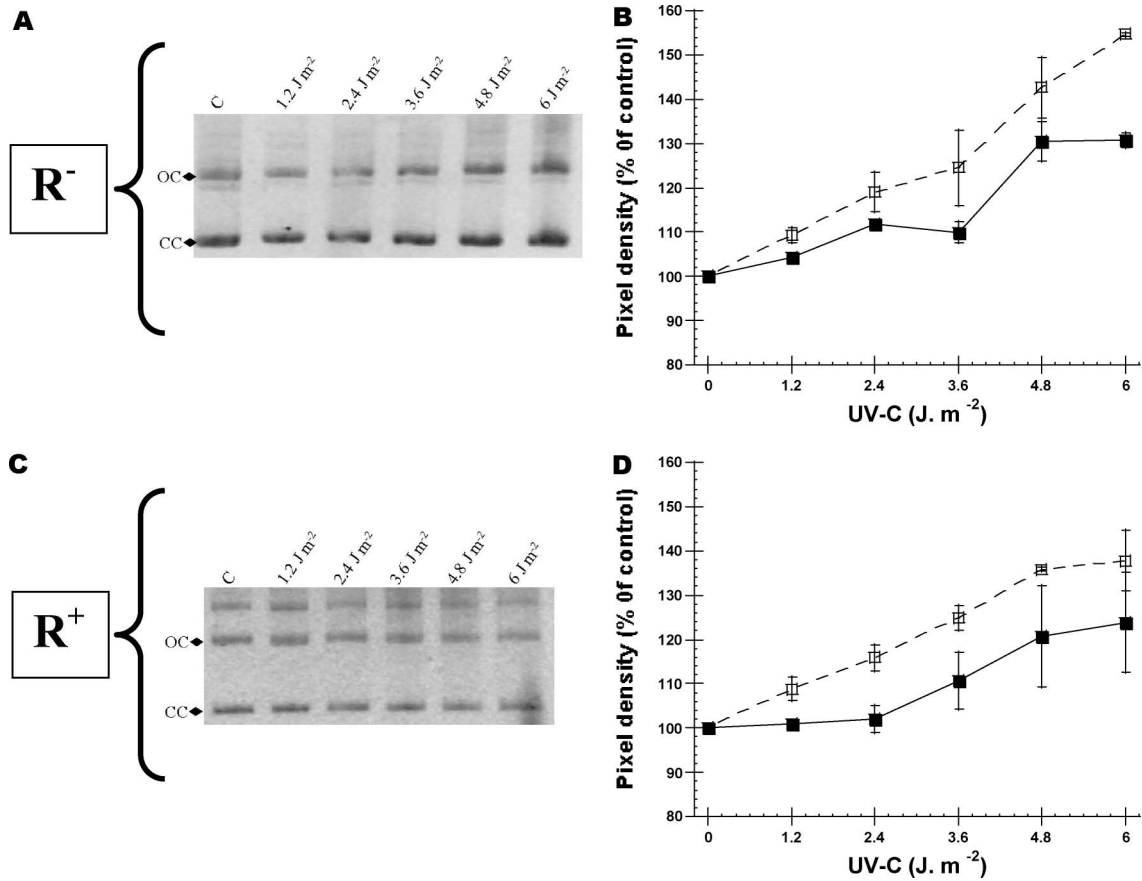 A
C
1.2 J m-2
2.4 J m-2
3.6 J m-2
4.8 J m-2
6 J m-2
R-
OC
CC
B
Pixel density (% 0f control)
160
150
140
130
120
110
100
90
80
0
1.2
2.4
3.6
4.8
6
UV-C (J. m -2)
C
C
1.2 J m-2
2.4 J m-2
3.6 J m-2
4.8 J m-2
6 J m-2
R+
OC
CC
D
Pixel density (% 0f control)
160
150
140
130
120
110
100
90
80
0
1.2
2.4
3.6
4.8
6
UV-C (J. m -2)